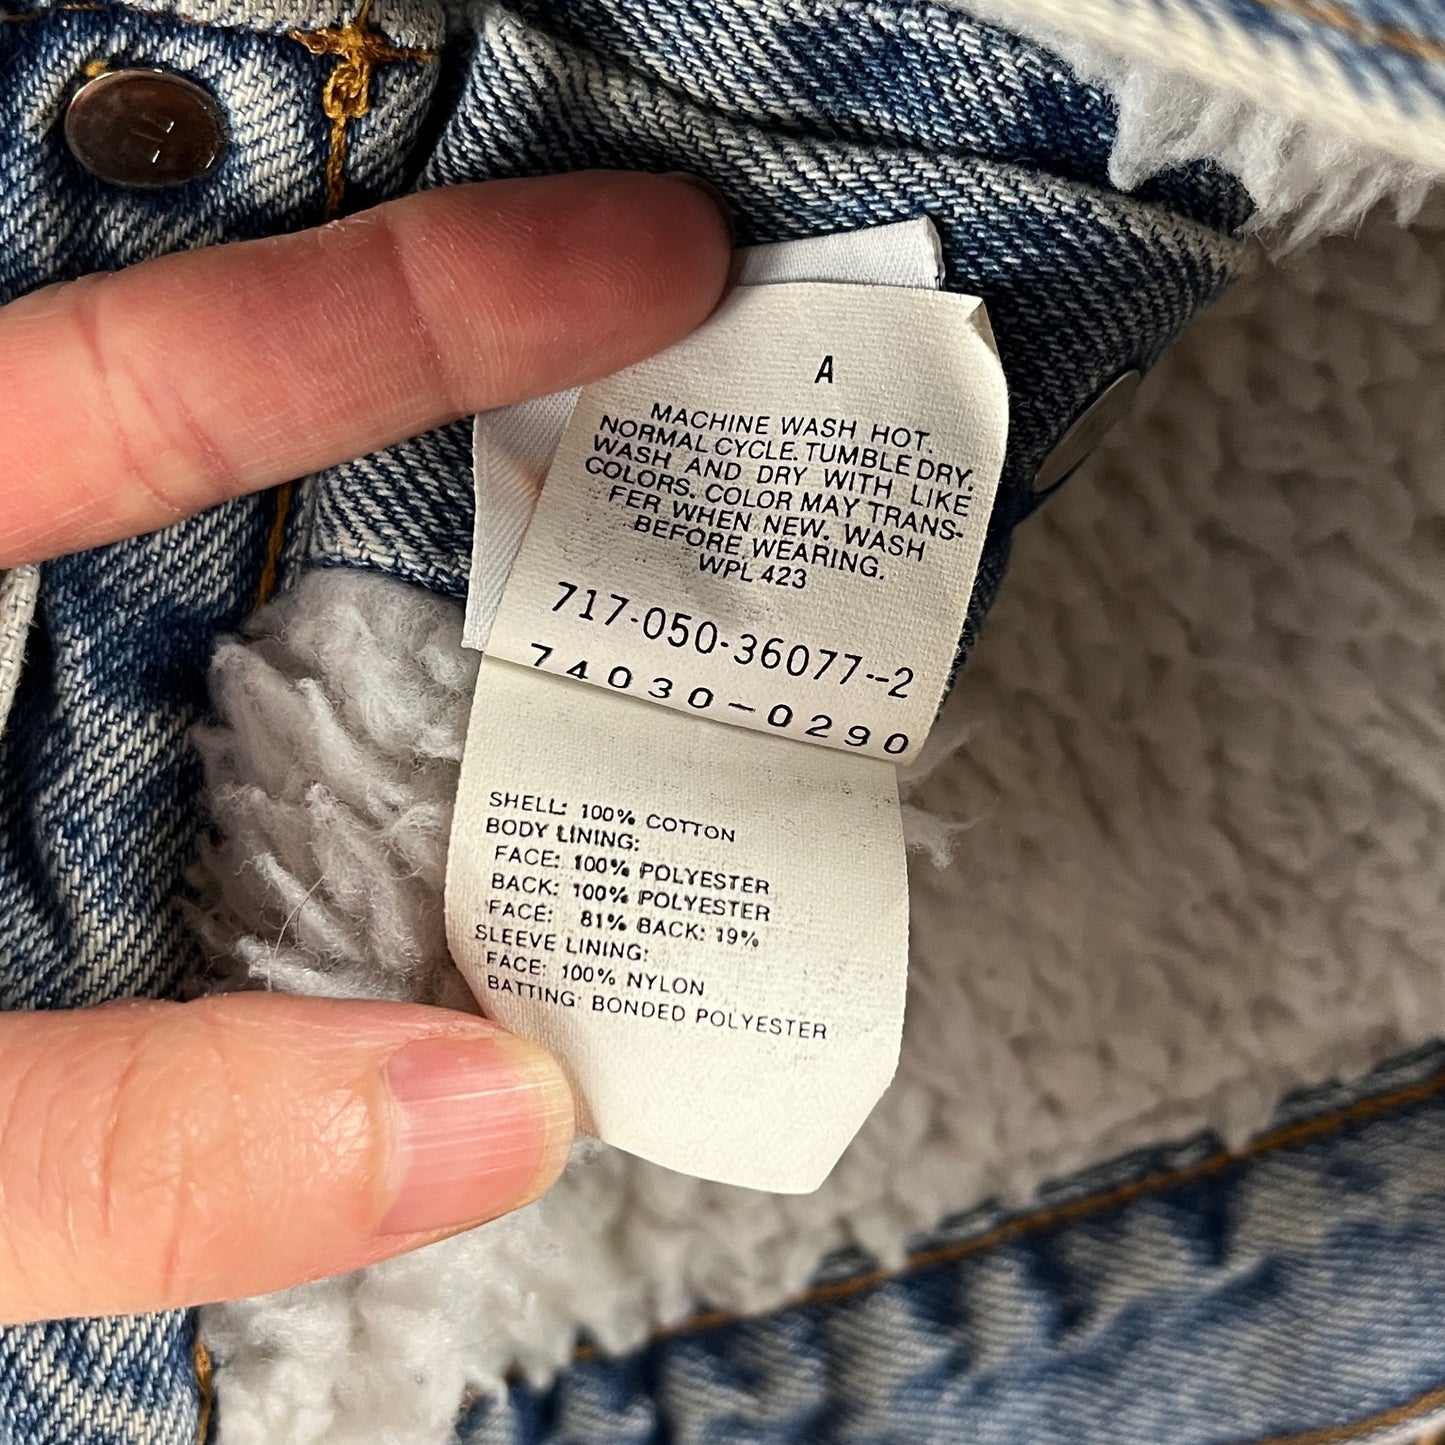 A
MACHINE WASH HOT.
NORMAL CYCLE. TUMBLE DRY.
WASH AND DRY WITH LIKE
COLORS. COLOR MAY TRANS-
FER WHEN NEW. WASH
BEFORE WEARING.
WPL 423
717-050-36077--2
74030-0290
SHELL: 100% COTTON
BODY LINING:
FACE: 100% POLYESTER
BACK: 100% POLYESTER
FACE: 81% BACK: 19%
SLEEVE LINING:
FACE: 100% NYLON
BATTING: BONDED POLYESTER